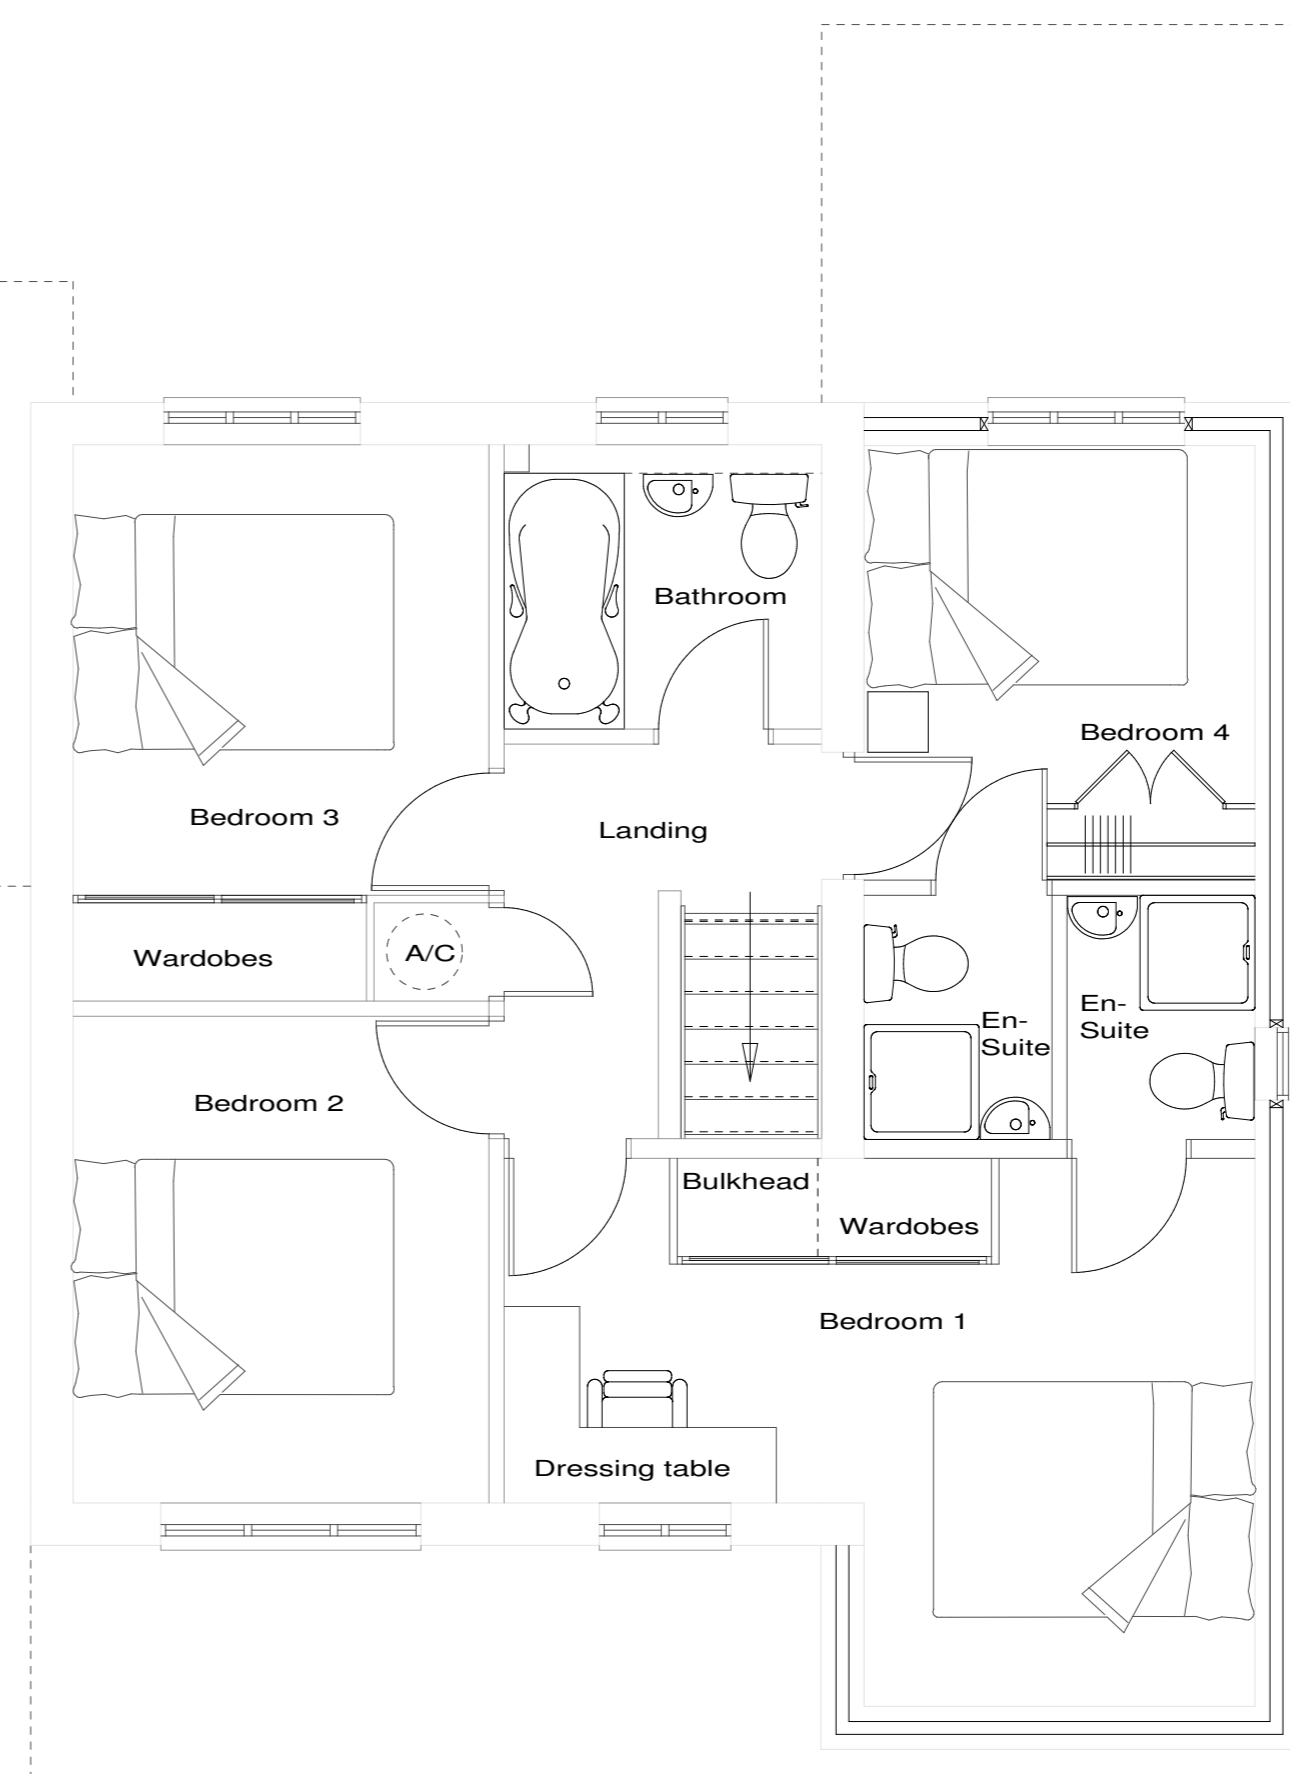 Bathroom
Bedroom 4
Bedroom 3
Landing
Wardobes
A/C
En-
Suite
En-
Suite
Bedroom 2
Bulkhead
Wardobes
Bedroom 1
Dressing table